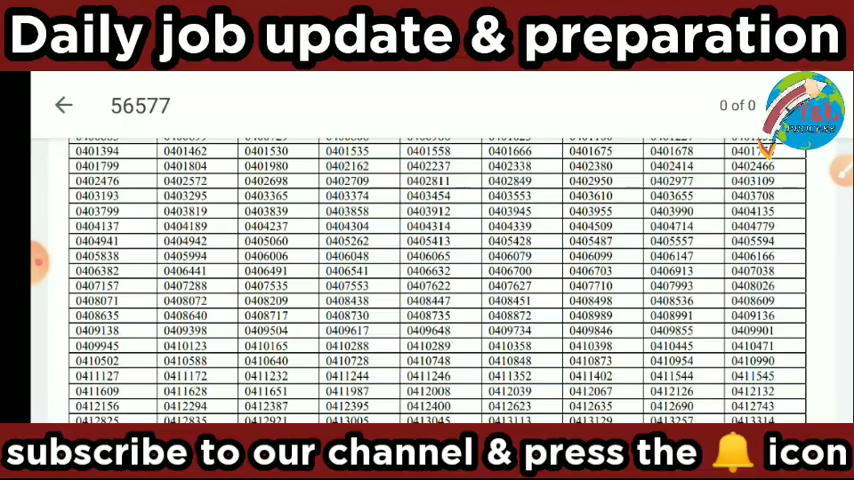 Daily job update & preparation
56577
0 of 0
0401394 0401462 0401530 0401535 0401558 0401666 0401675 0401678
0401799 0401804 0401980 0402162 0402237 0402338 0402380 0402414 0402466
0402476 0402572 0402698 0402709 0402811 0402849 0402950 0402977 0403109
0403193 0403295 0403365 0403374 0403454 0403553 0403610 0403655 0403708
0403799 0403819 0403839 0403858 0403912 0403945 0403955 0403990 0404135
0404137 0404189 0404237 0404304 0404314 0404339 0404509 0404714 0404779
0404941 0404942 0405060 0405262 0405413 0405428 0405487 0405557 0405594
0405838 0405994 0406006 0406048 0406065 0406079 0406099 0406147 0406166
0406382 0406441 0406491 0406541 0406632 0406700 0406703 0406913 0407038
0407157 0407288 0407535 0407553 0407622 0407627 0407710 0407993 0408026
0408071 0408072 0408209 0408438 0408447 0408451 0408498 0408536 0408609
0408635 0408640 0408717 0408730 0408735 0408872 0408989 0408991 0409136
0409138 0409398 0409504 0409617 0409648 0409734 0409846 0409855 0409901
0409945 0410123 0410165 0410288 0410289 0410358 0410398 0410445 0410471
0410502 0410588 0410640 0410728 0410748 0410848 0410873 0410954 0410990
0411127 0411172 0411232 0411244 0411246 0411352 0411402 0411544 0411545
0411609 0411628 0411651 0411987 0412008 0412039 0412067 0412126 0412132
0412156 0412294 0412387 0412395 0412400 0412623 0412635 0412690 0412743
0412825 0412835 0412921 0413005 0413045 0413113 0413129 0413257 0413314
subscribe to our channel & press the icon